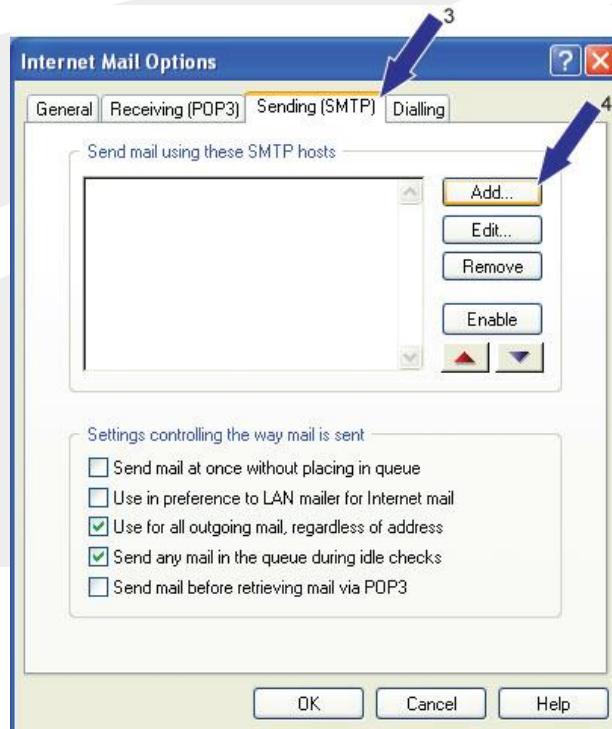 3
Internet Mail Options
?
General Receiving (POP3) Sending (SMTP) Dialling
4
Send mail using these SMTP hosts
Add...
Edit...
Remove
Enable
Settings controlling the way mail is sent
Send mail at once without placing in queue
Use in preference to LAN mailer for Internet mail
Use for all outgoing mail, regardless of address
Send any mail in the queue during idle checks
Send mail before retrieving mail via POP3
OK Cancel Help